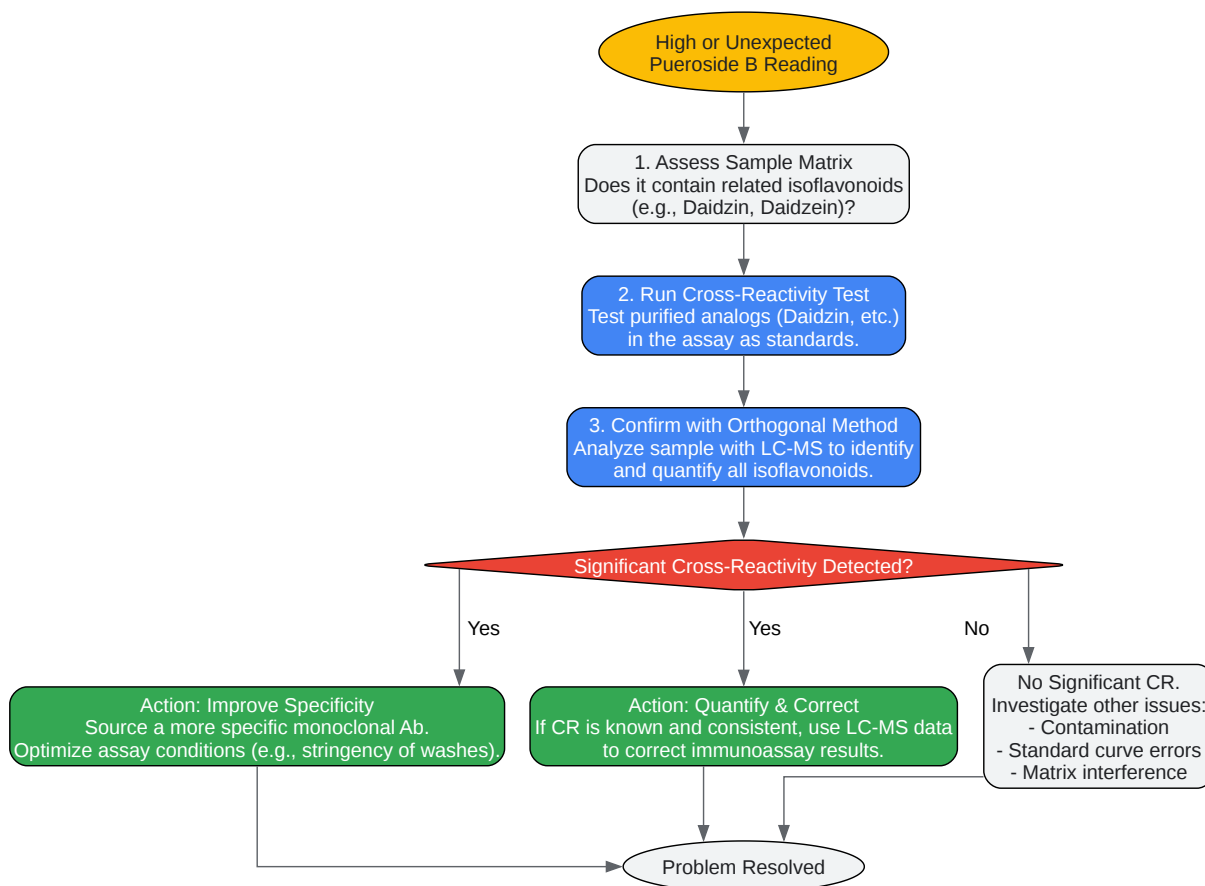 High or Unexpected
Pueroside B Reading
1. Assess Sample Matrix
Does it contain related isoflavonoids
(e.g., Daidzin, Daidzein)?
2. Run Cross-Reactivity Test
Test purified analogs (Daidzin, etc.)
in the assay as standards.
3. Confirm with Orthogonal Method
Analyze sample with LC-MS to identify
and quantify all isoflavonoids.
Significant Cross-Reactivity Detected?
Yes
Yes
No
Action: Improve Specificity
Source a more specific monoclonal Ab.
Optimize assay conditions (e.g., stringency of washes).
Action: Quantify & Correct
If CR is known and consistent, use LC-MS data
to correct immunoassay results.
No Significant CR.
Investigate other issues:
- Contamination
- Standard curve errors
- Matrix interference
Problem Resolved